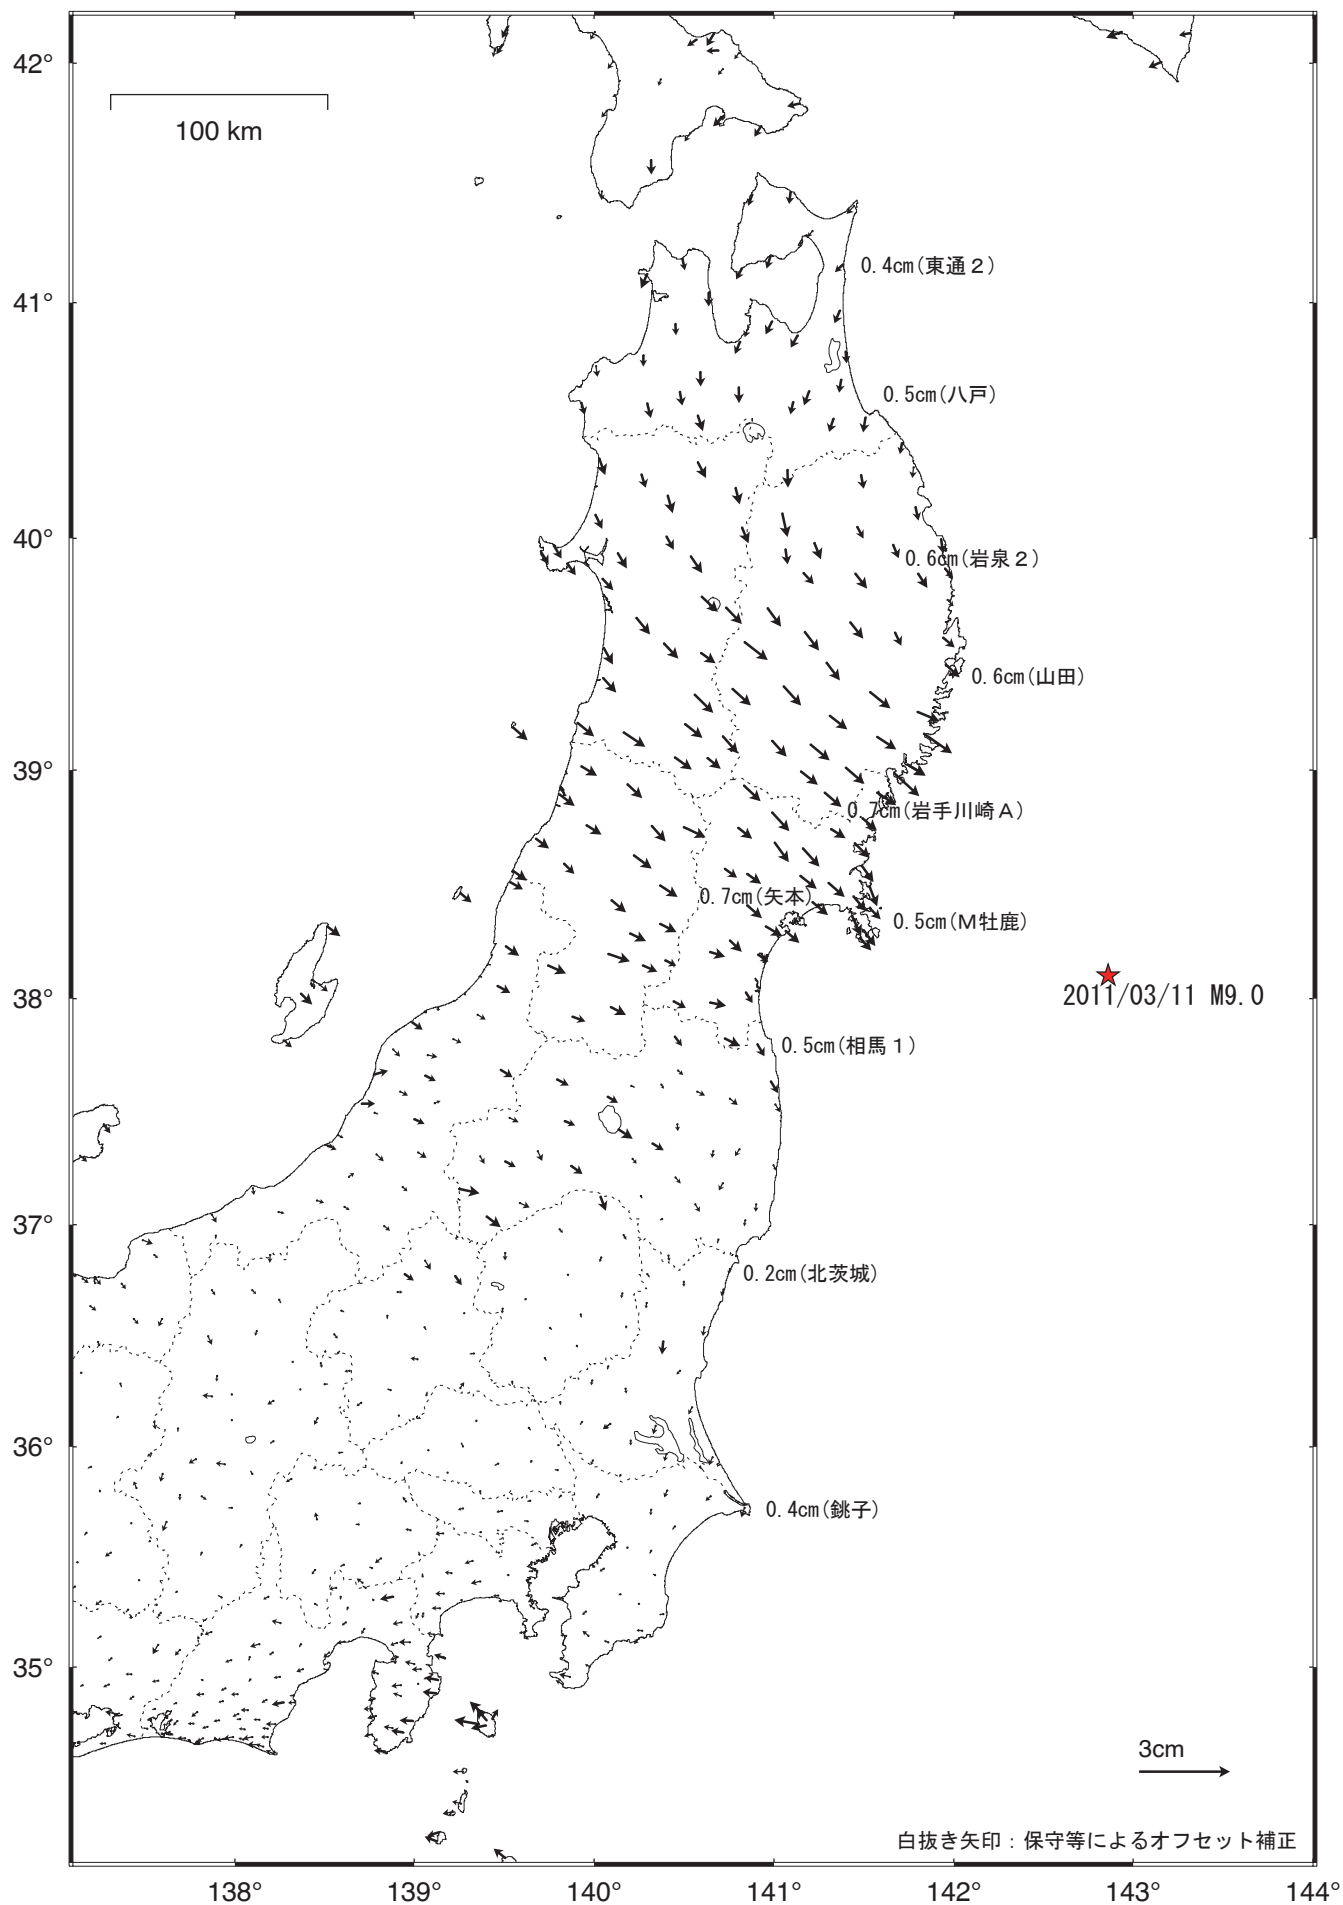 42°
100 km
0.4cm(東通２)
41°
0.5cm(八戸)
40°
0.6cm(岩泉２)
0.6cm(山田)
39°
0.7cm(岩手川崎Ａ)
0.7cm(矢本)
0.5cm(Ｍ牡鹿)
38°
2011/03/11 M9.0
0.5cm(相馬１)
37°
0.2cm(北茨城)
36°
0.4cm(銚子)
35°
3cm
白抜き矢印：保守等によるオフセット補正
138° 139° 140° 141° 142° 143° 144°